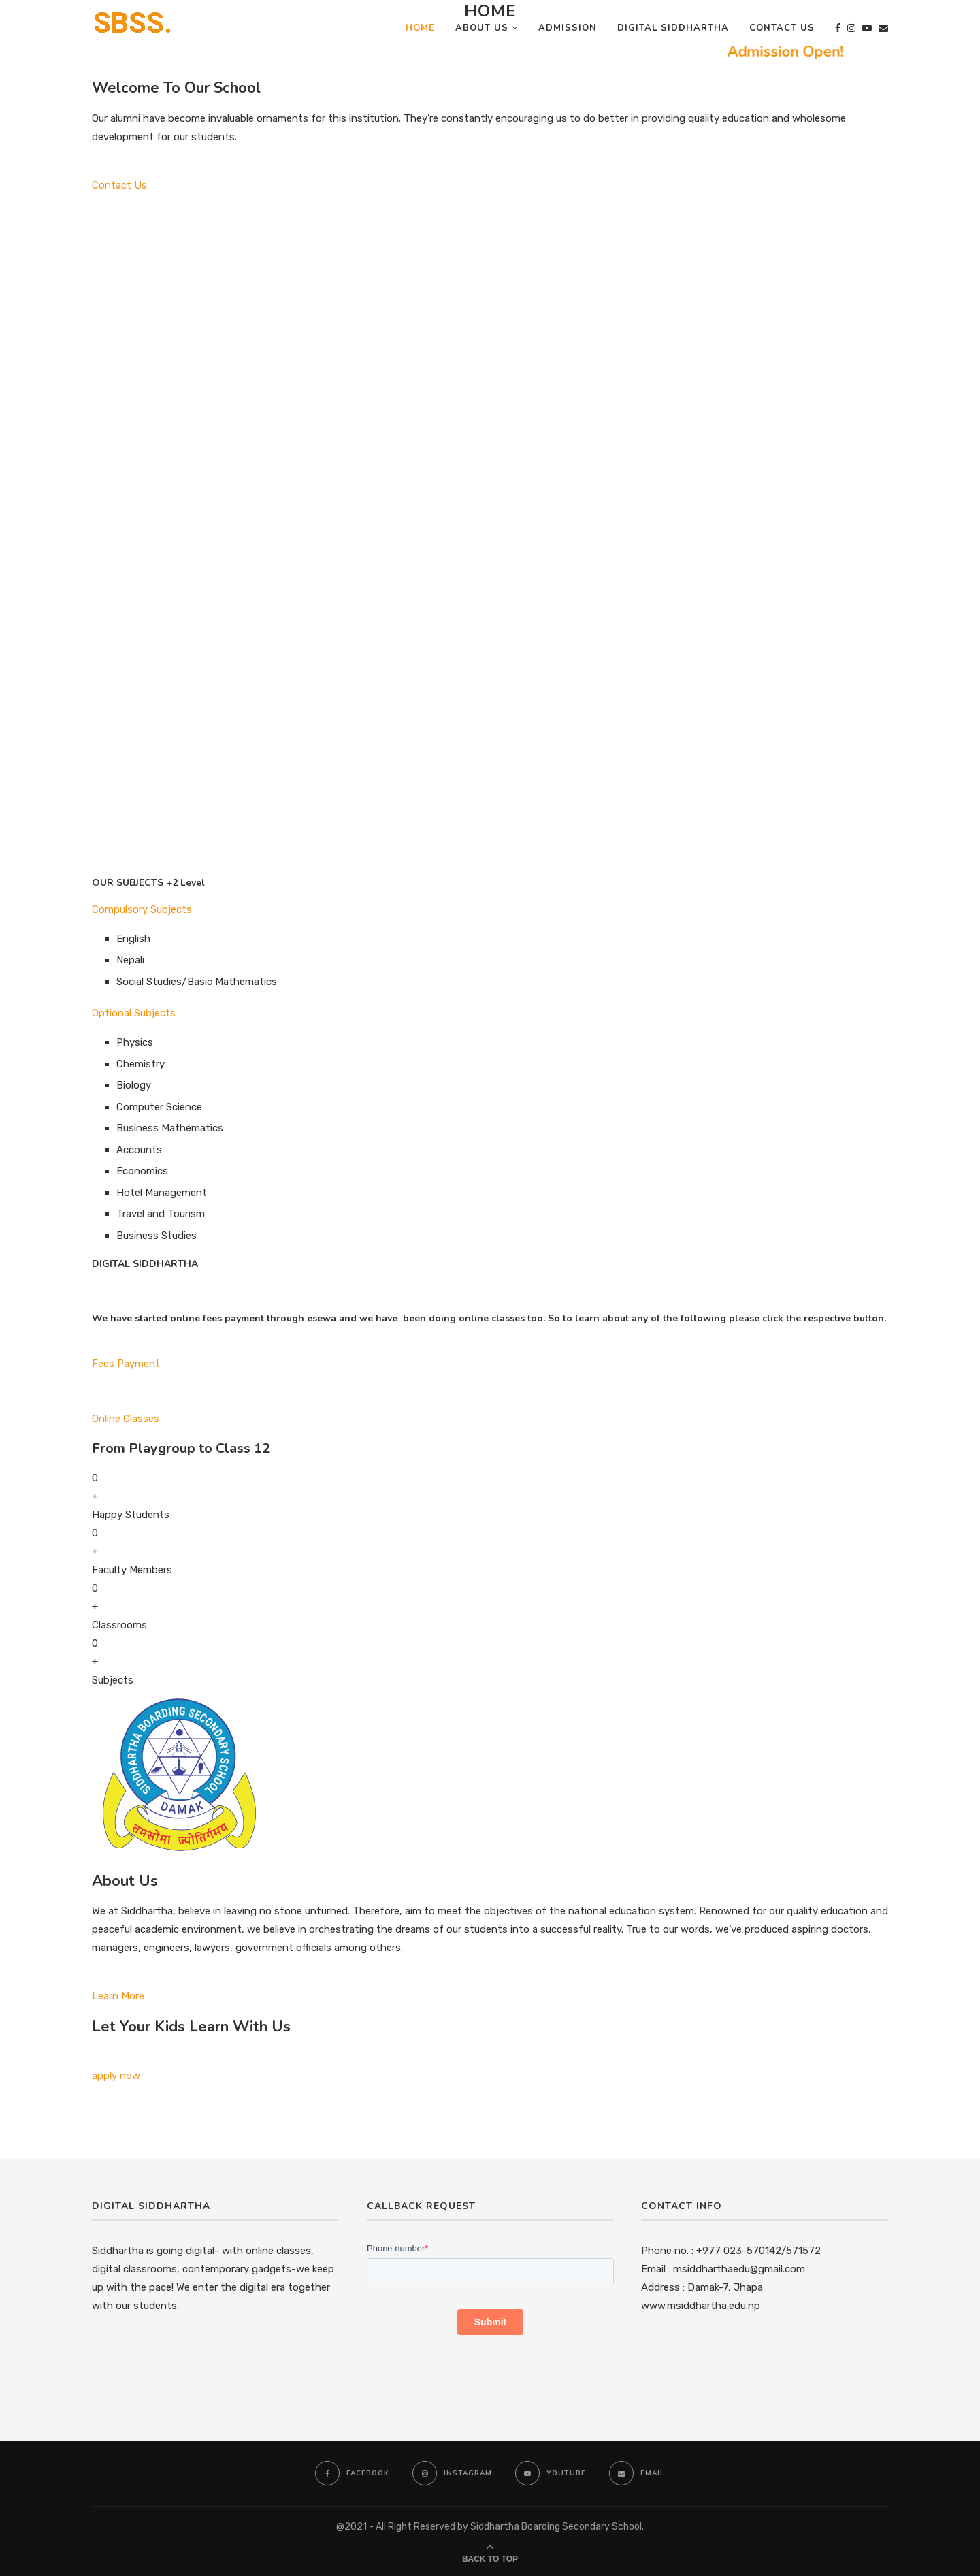 SBSS.
HOME
HOME
ABOUT US
ADMISSION
DIGITAL SIDDHARTHA
CONTACT US
Admission Open!
Welcome To Our School
Our alumni have become invaluable ornaments for this institution. They're constantly encouraging us to do better in providing quality education and wholesome
development for our students.
Contact Us
OUR SUBJECTS +2 Level
Compulsory Subjects
English
Nepali
Social Studies/Basic Mathematics
Optional Subjects
Physics
Chemistry
Biology
Computer Science
Business Mathematics
Accounts
Economics
Hotel Management
Travel and Tourism
Business Studies
DIGITAL SIDDHARTHA
We have started online fees payment through esewa and we have been doing online classes too. So to learn about any of the following please click the respective button.
Fees Payment
Online Classes
From Playgroup to Class 12
0
+
Happy Students
0
+
Faculty Members
0
+
Classrooms
0
+
Subjects
SIDDHARTHA BOARDING SECONDARY SCHOOL
DAMAK
तमसोमा ज्योतिर्गमय
About Us
We at Siddhartha, believe in leaving no stone unturned. Therefore, aim to meet the objectives of the national education system. Renowned for our quality education and
peaceful academic environment, we believe in orchestrating the dreams of our students into a successful reality. True to our words, we've produced aspiring doctors,
managers, engineers, lawyers, government officials among others.
Learn More
Let Your Kids Learn With Us
apply now
DIGITAL SIDDHARTHA
Siddhartha is going digital- with online classes,
digital classrooms, contemporary gadgets-we keep
up with the pace! We enter the digital era together
with our students.
CALLBACK REQUEST
Phone number*
Submit
CONTACT INFO
Phone no. : +977 023-570142/571572
Email : msiddharthaedu@gmail.com
Address : Damak-7, Jhapa
www.msiddhartha.edu.np
FACEBOOK
INSTAGRAM
YOUTUBE
EMAIL
@2021 - All Right Reserved by Siddhartha Boarding Secondary School.
BACK TO TOP